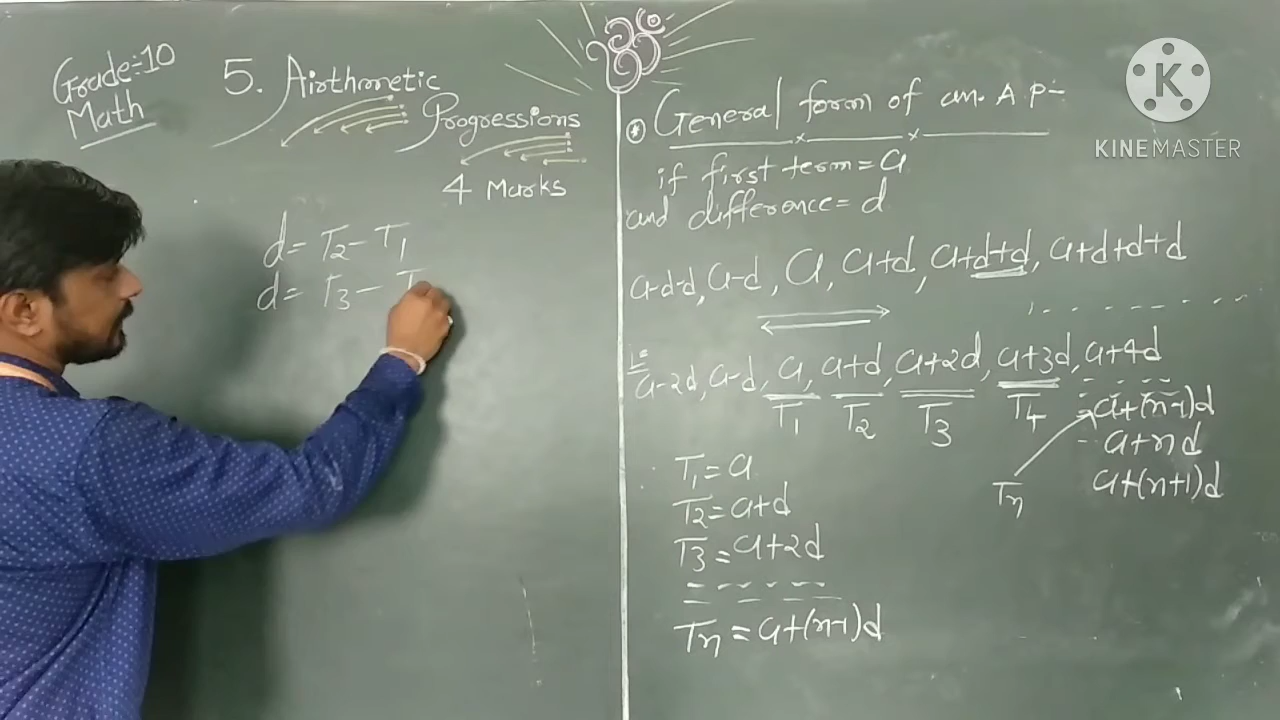 Grade:-10
Math
5. Airthmetic
Progressions
4 Marks
d= T2-T1
d= T3-T
General form of an. A.P:-
if first term = a
and difference = d
a-d-d, a-d, a, a+d, a+d+d, a+d+d+d
a-2d, a-d, a, a+d, a+2d, a+3d, a+4d
T1 T2 T3 T4
a+(n-1)d
a+nd
a+(n+1)d
Tn
T1=a
T2=a+d
T3=a+2d
Tn = a+(n-1)d
K
KINEMASTER